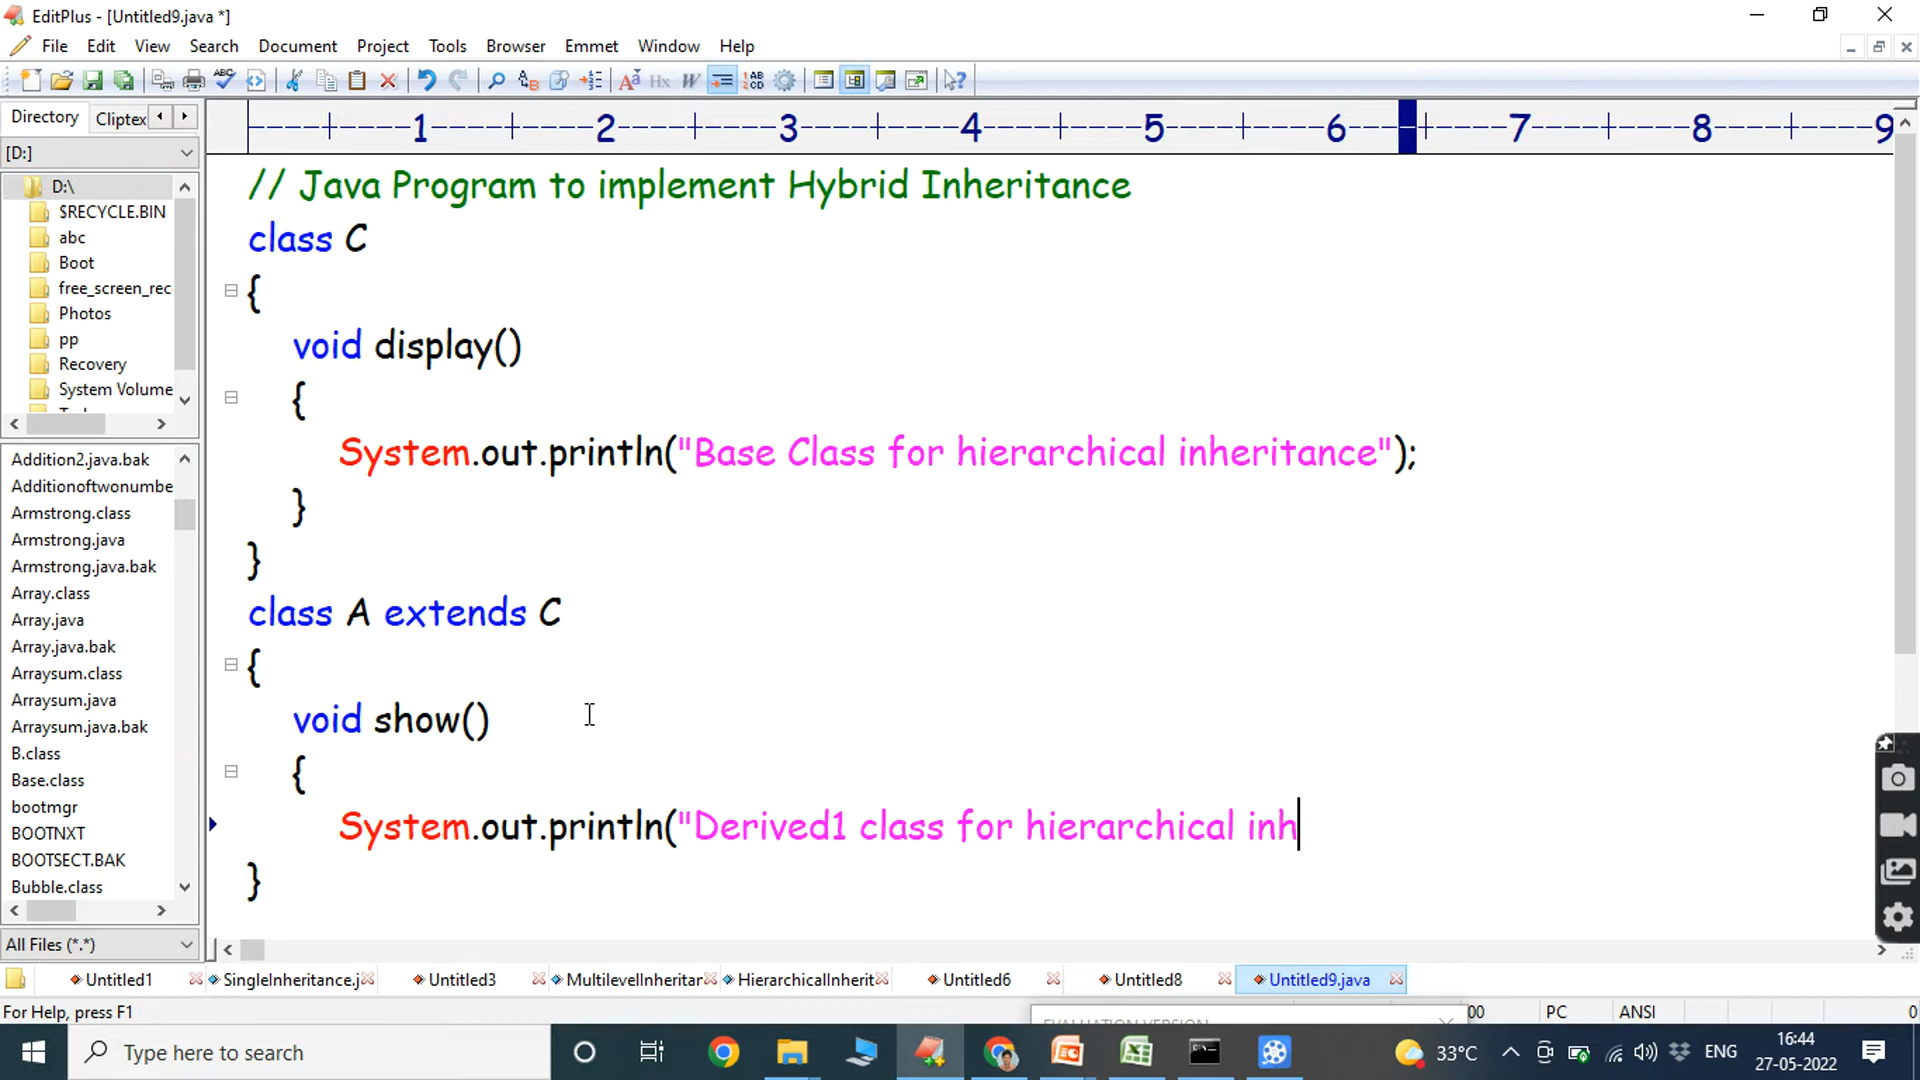 EditPlus - [Untitled9.java *]
File Edit View Search Document Project Tools Browser Emmet Window Help
Directory Cliptex
[D:]
D:\
$RECYCLE.BIN
abc
Boot
free_screen_rec
Photos
pp
Recovery
System Volume
Addition2.java.bak
Additionoftwonumbe
Armstrong.class
Armstrong.java
Armstrong.java.bak
Array.class
Array.java
Array.java.bak
Arraysum.class
Arraysum.java
Arraysum.java.bak
B.class
Base.class
bootmgr
BOOTNXT
BOOTSECT.BAK
Bubble.class
All Files (*.*)
----+----1----+----2----+----3----+----4----+----5----+----6----+----7----+----8----+----9
// Java Program to implement Hybrid Inheritance
class C
{
void display()
{
System.out.println("Base Class for hierarchical inheritance");
}
}
class A extends C
{
void show()
{
System.out.println("Derived1 class for hierarchical inh
}
Untitled1 SingleInheritance.j Untitled3 MultilevelInheritar HierarchicalInherit Untitled6 Untitled8 Untitled9.java
For Help, press F1 00 PC ANSI 0
EVALUATION VERSION
Type here to search 33°C ENG 16:44
27-05-2022